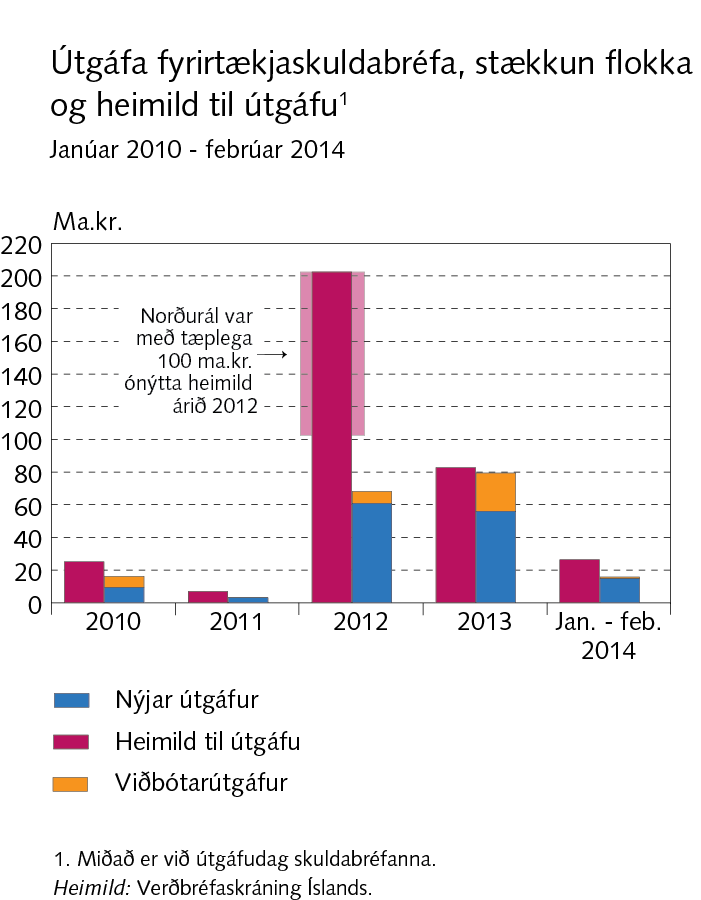 Útgáfa fyrirtækjaskuldabréfa, stækkun flokka
og heimild til útgáfu¹
Janúar 2010 - febrúar 2014
Ma.kr.
220
200
180
160
140
120
100
80
60
40
20
0
Norðurál var
með tæplega
100 ma.kr.
ónýtta heimild
árið 2012
2010
2011
2012
2013
Jan. - feb.
2014
Nýjar útgáfur
Heimild til útgáfu
Viðbótarútgáfur
1. Miðað er við útgáfudag skuldabréfanna.
Heimild: Verðbréfaskráning Íslands.